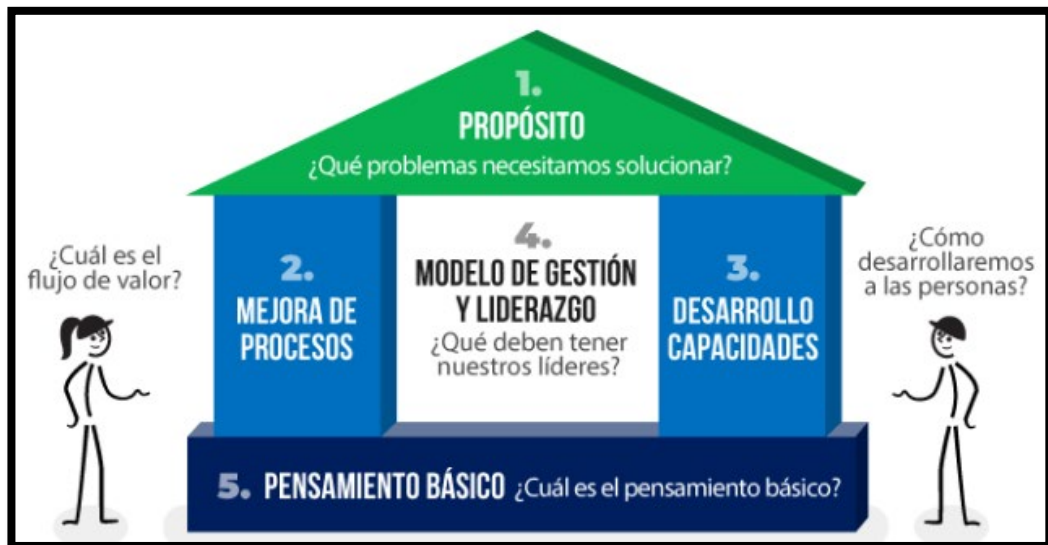 1.
PROPÓSITO
¿Qué problemas necesitamos solucionar?
¿Cuál es el
flujo de valor?
2.
MEJORA DE
PROCESOS
4.
MODELO DE GESTIÓN
Y LIDERAZGO
¿Qué deben tener
nuestros líderes?
3.
DESARROLLO
CAPACIDADES
¿Cómo
desarrollaremos
a las personas?
5. PENSAMIENTO BÁSICO ¿Cuál es el pensamiento básico?